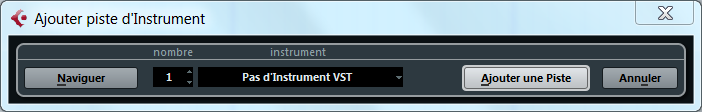 Ajouter piste d'Instrument
nombre instrument
Naviguer 1 Pas d'Instrument VST Ajouter une Piste Annuler